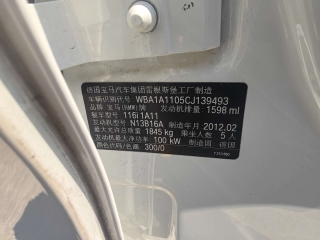 德国宝马汽车集团雷根斯堡工厂制造
车辆识别代号 WBA1A1105CJ139493
品牌 宝马(BMW)牌 发动机排量 1598 ml
整车型号 116i 1A11
发动机型号 N13B16A 制造年月 2012.02
最大允许总质量 1845 kg 乘坐人数 5 人
发动机最大净功率 100 kW 制造国 德国
颜色代码/色漆 300/0